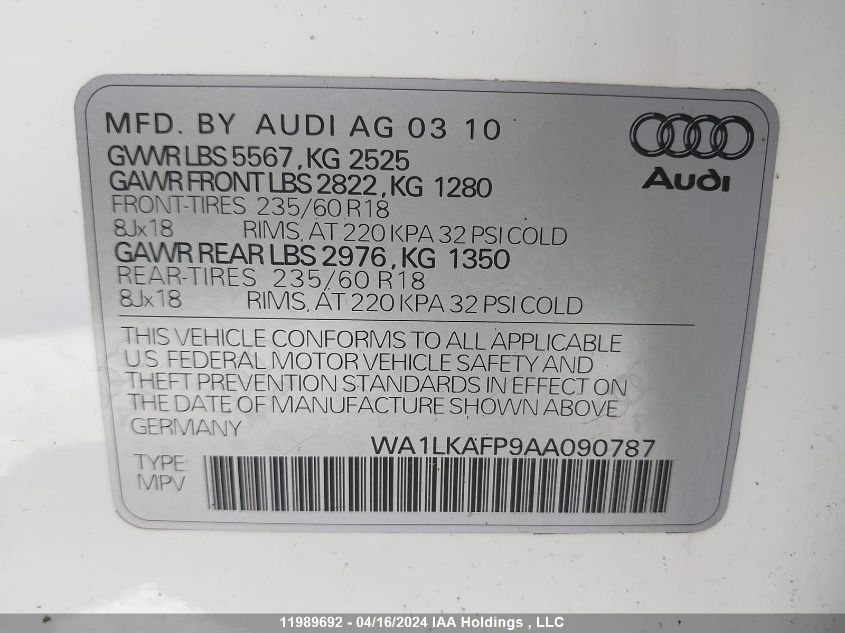 MFD. BY AUDI AG 03 10
GVWR LBS 5567, KG 2525
GAWR FRONT LBS 2822, KG 1280
FRONT-TIRES 235/60 R18
8Jx18 RIMS, AT 220 KPA 32 PSI COLD
GAWR REAR LBS 2976, KG 1350
REAR-TIRES 235/60 R18
8Jx18 RIMS, AT 220 KPA 32 PSI COLD
Audi
THIS VEHICLE CONFORMS TO ALL APPLICABLE
U.S. FEDERAL MOTOR VEHICLE SAFETY AND
THEFT PREVENTION STANDARDS IN EFFECT ON
THE DATE OF MANUFACTURE SHOWN ABOVE
GERMANY
WA1LKAFP9AA090787
TYPE
MPV
11989692 - 04/16/2024 IAA Holdings , LLC